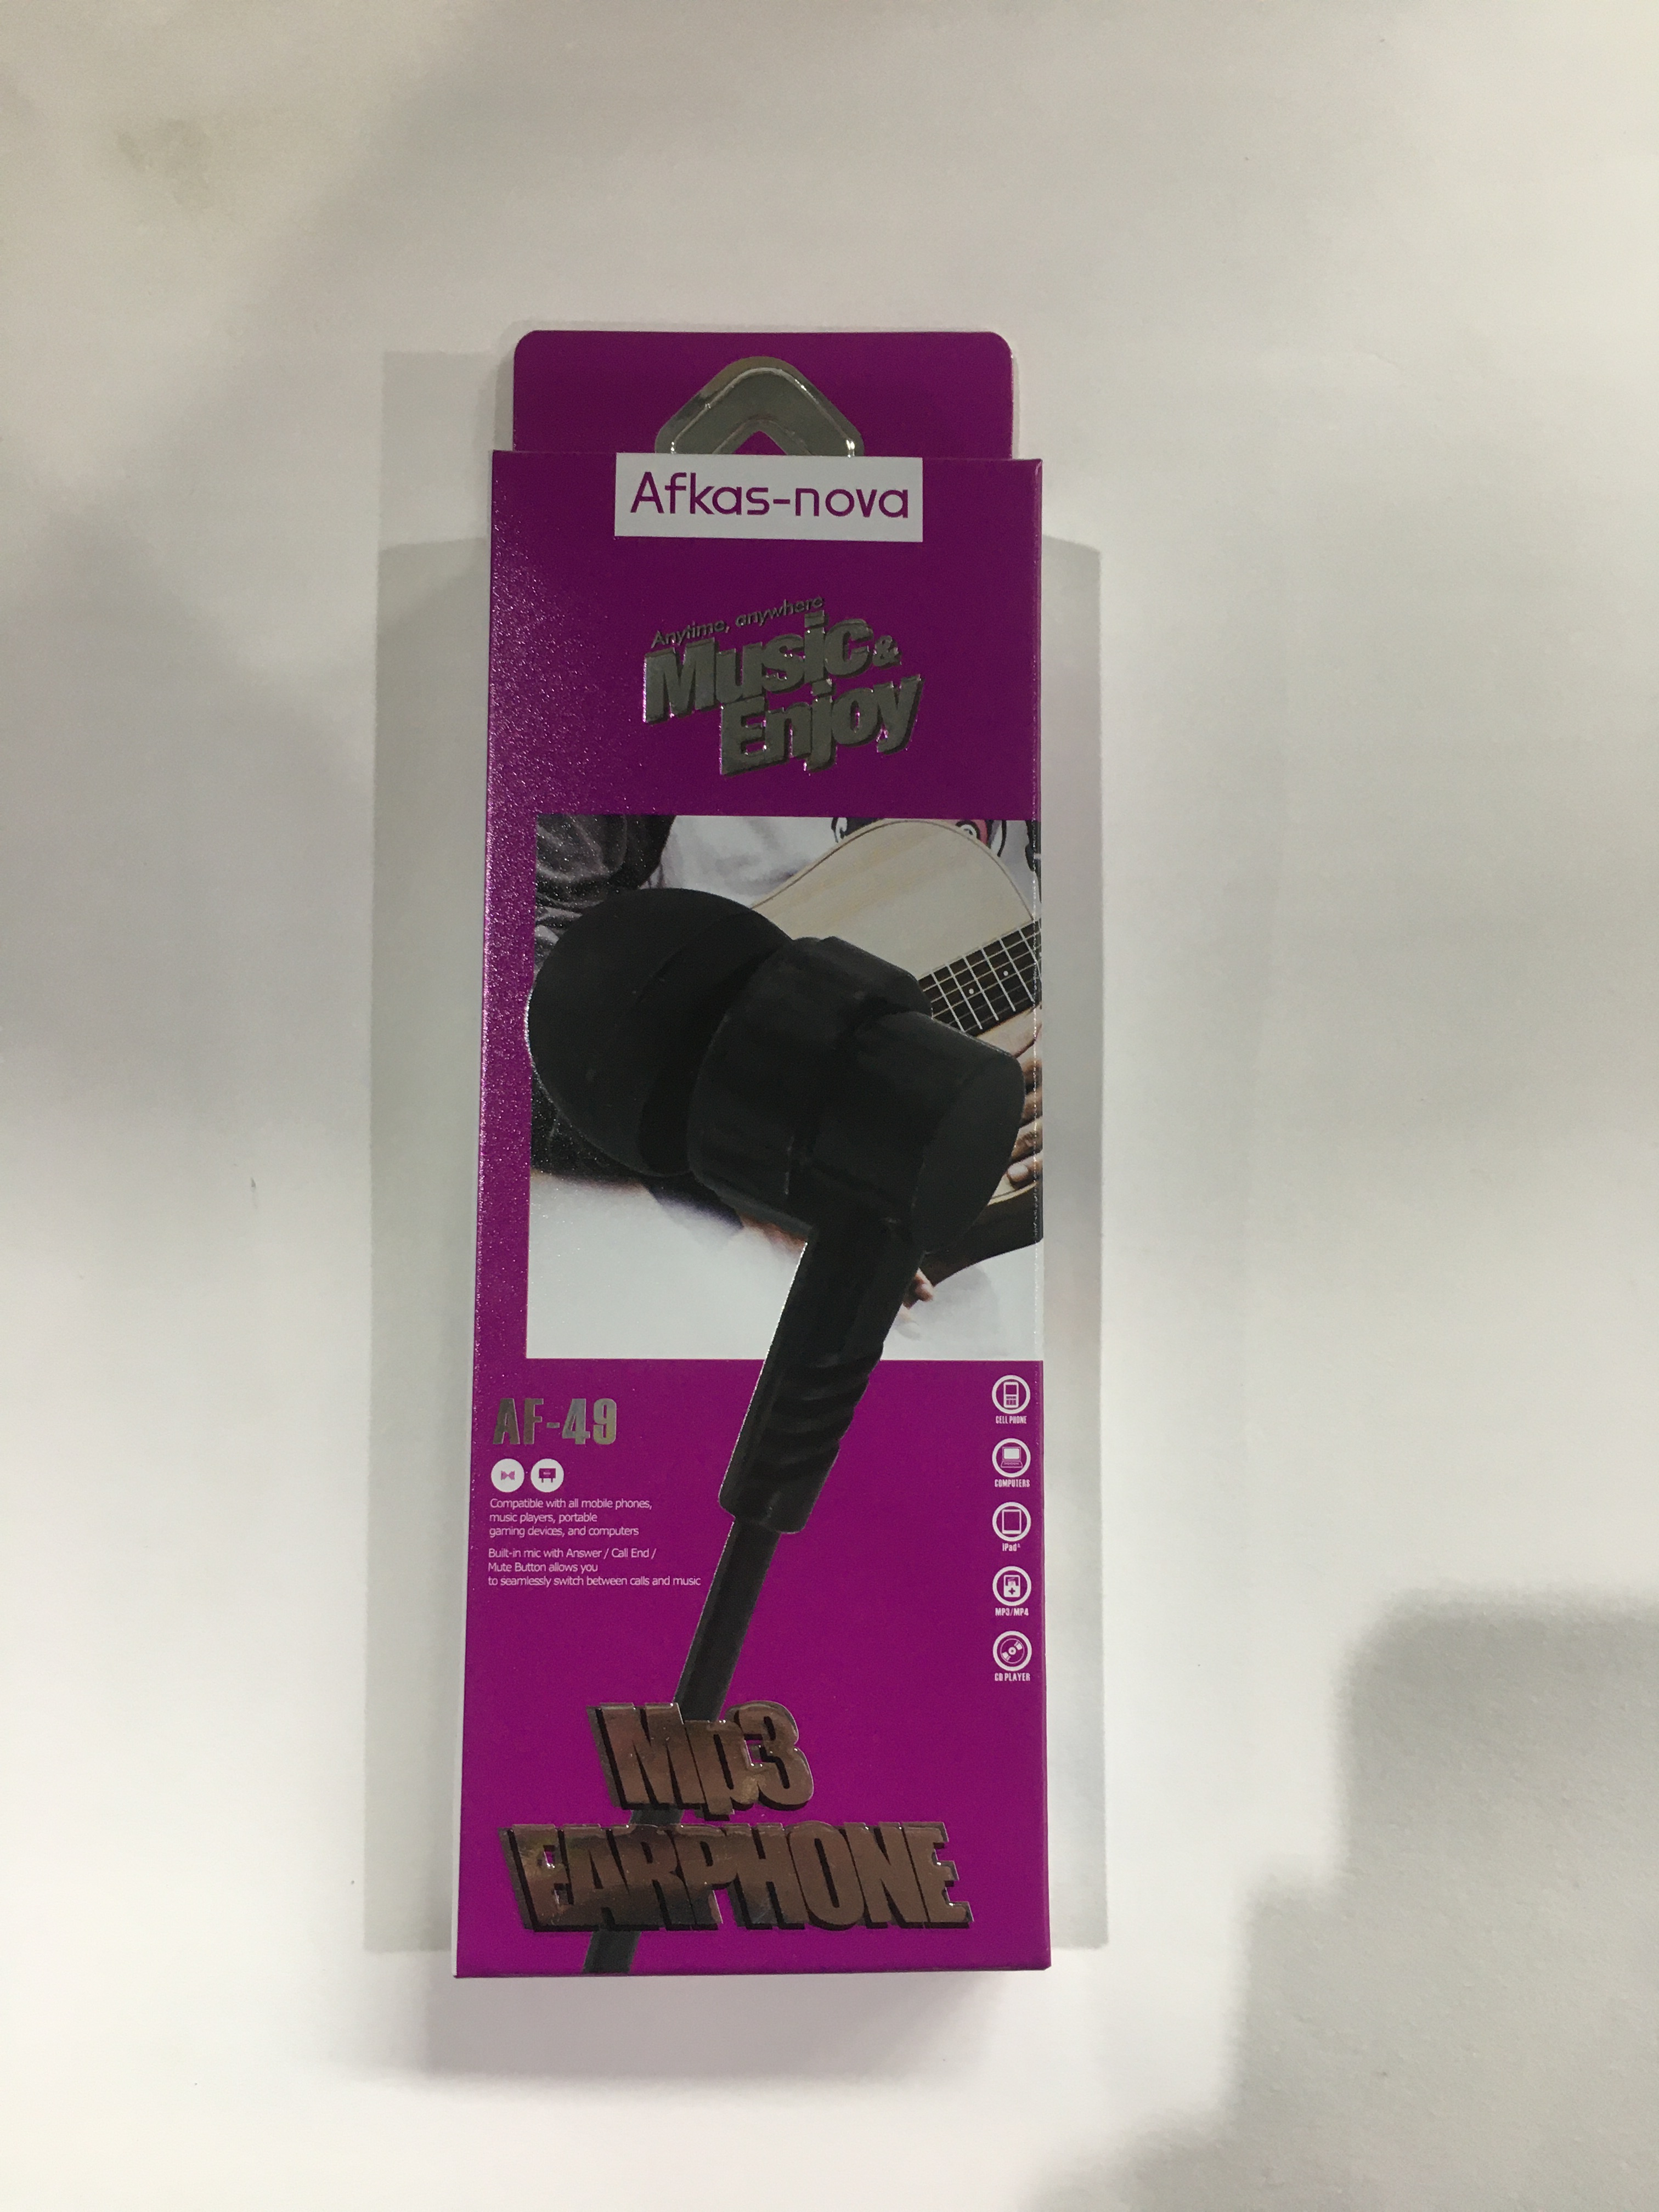 Afkas-nova
Anytime, anywhere
Music &
Enjoy
AF-49
Compatible with all mobile phones,
music players, portable
gaming devices, and computers
Built-in mic with Answer / Call End /
Mute Button allows you
to seamlessly switch between calls and music
CELL PHONE
COMPUTERS
iPad
MP3/MP4
CD PLAYER
Mp3
EARPHONE